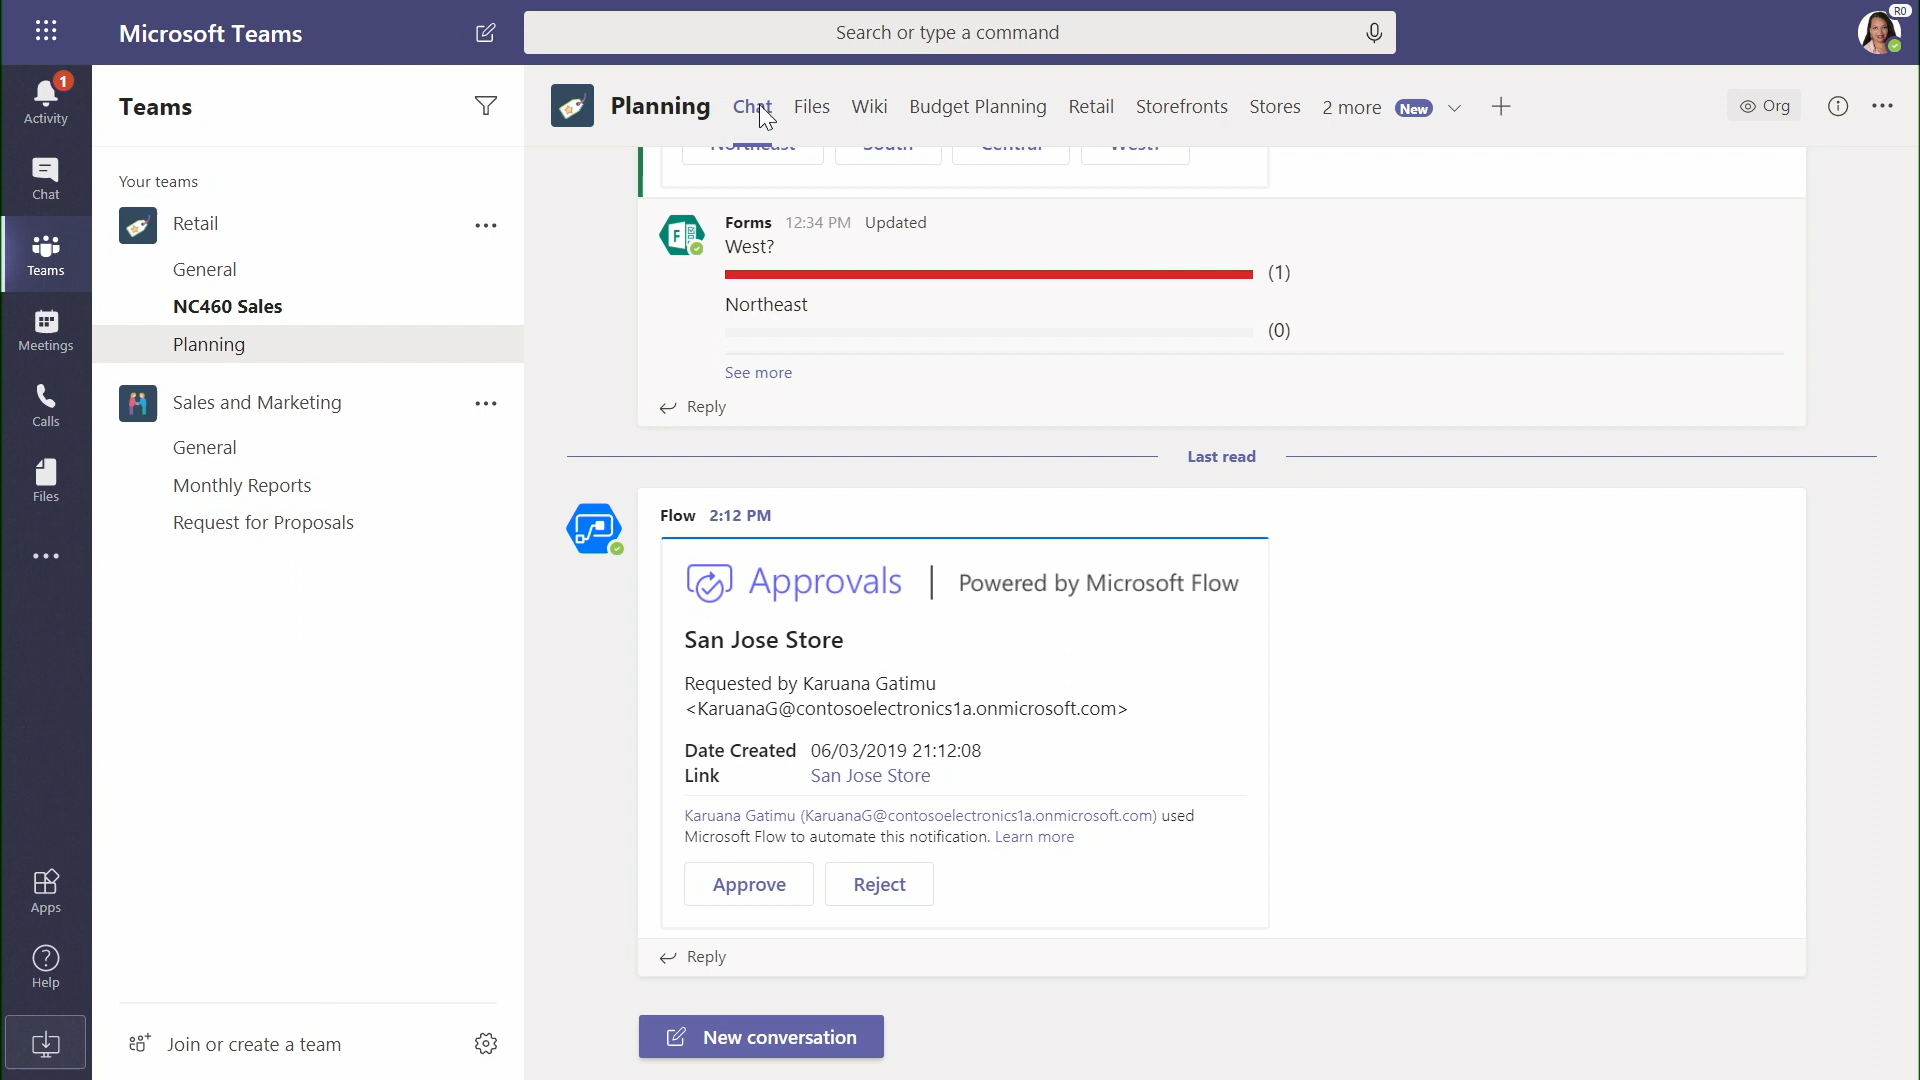 Microsoft Teams
Search or type a command
RO
1
Activity
Chat
Teams
Meetings
Calls
Files
Apps
Help
Teams
Your teams
Retail
General
NC460 Sales
Planning
Sales and Marketing
General
Monthly Reports
Request for Proposals
Join or create a team
Planning Chat Files Wiki Budget Planning Retail Storefronts Stores 2 more New
Org
Northeast South Central West?
Forms 12:34 PM Updated
West?
(1)
Northeast
(0)
See more
Reply
Last read
Flow 2:12 PM
Approvals | Powered by Microsoft Flow
San Jose Store
Requested by Karuana Gatimu
<KaruanaG@contosoelectronics1a.onmicrosoft.com>
Date Created 06/03/2019 21:12:08
Link San Jose Store
Karuana Gatimu (KaruanaG@contosoelectronics1a.onmicrosoft.com) used
Microsoft Flow to automate this notification. Learn more
Approve Reject
Reply
New conversation